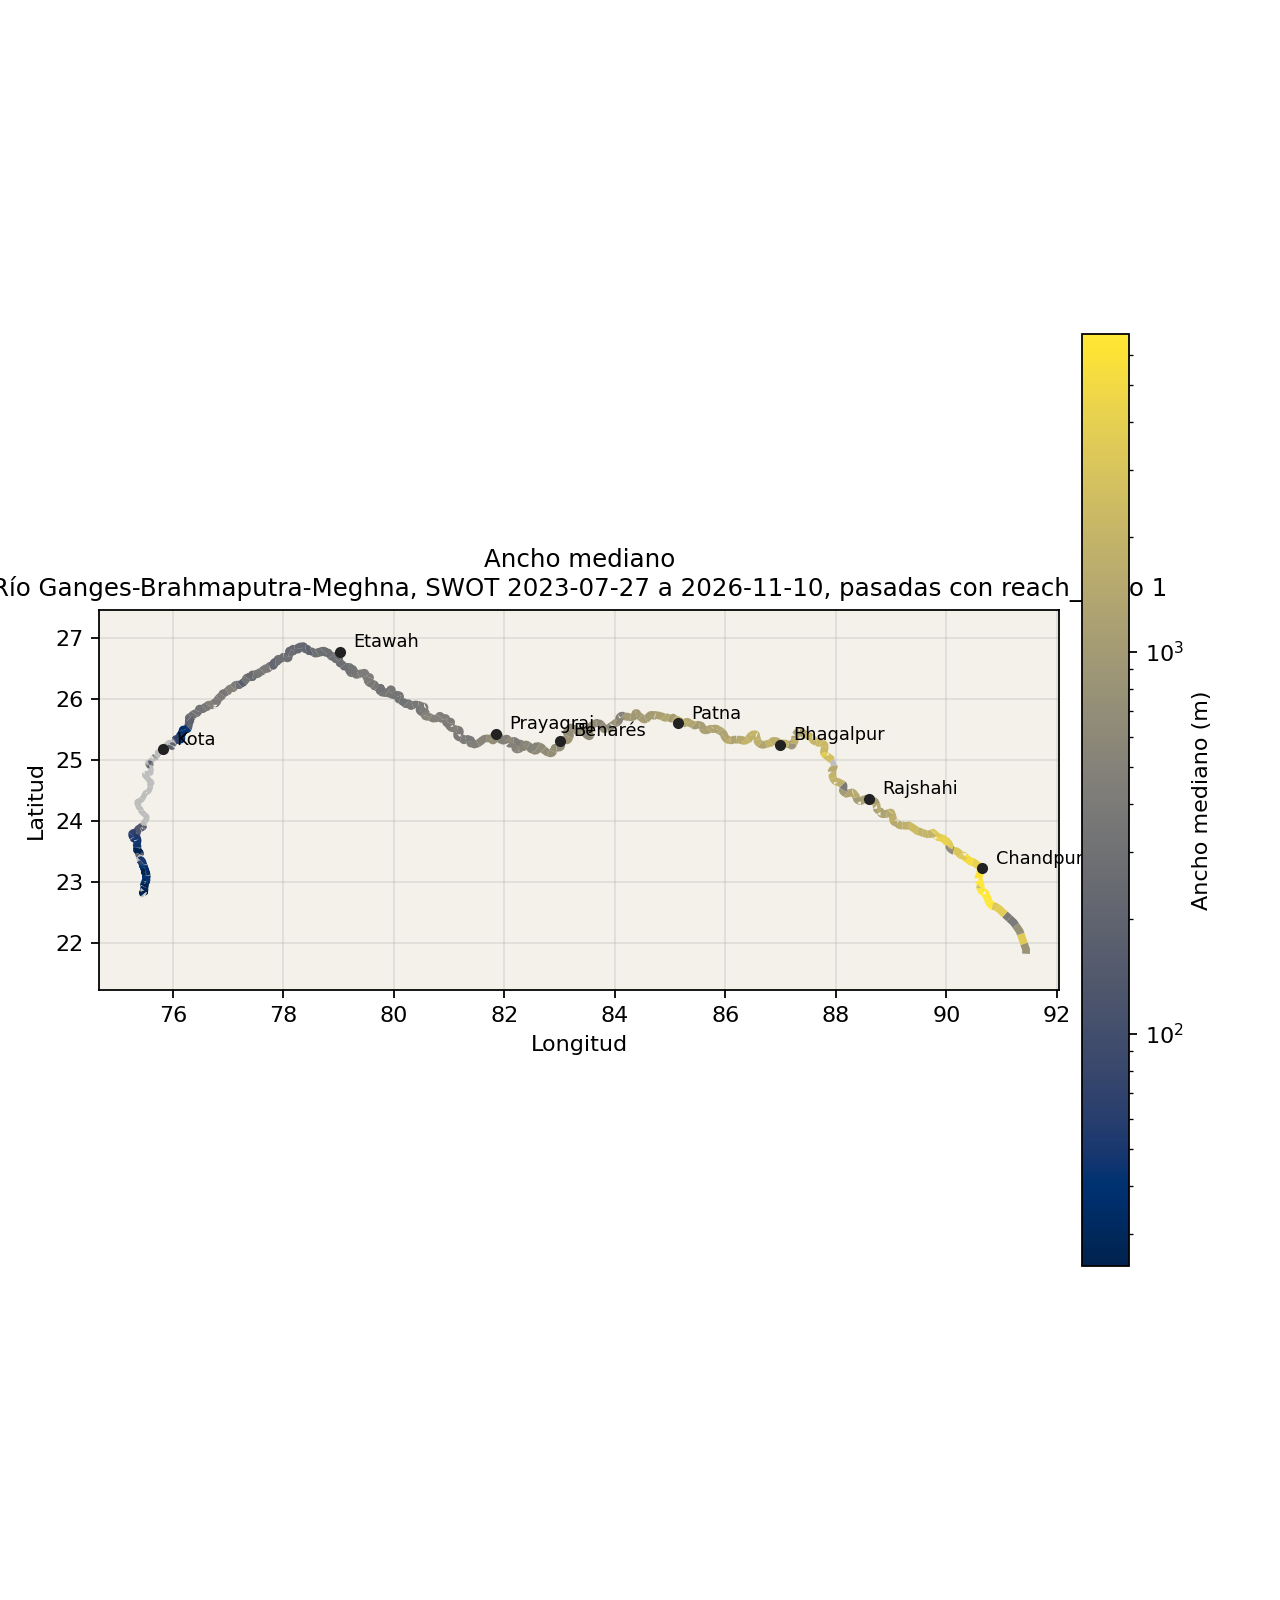 Ancho mediano
Río Ganges-Brahmaputra-Meghna, SWOT 2023-07-27 a 2026-11-10, pasadas con reach_ o 1
27
26
25
24
23
22
Latitud
Etawah
Kota
Prayagraj
Benarés
Patna
Bhagalpur
Rajshahi
Chandpur
76
78
80
82
84
86
88
90
92
Longitud
10³
10²
Ancho mediano (m)